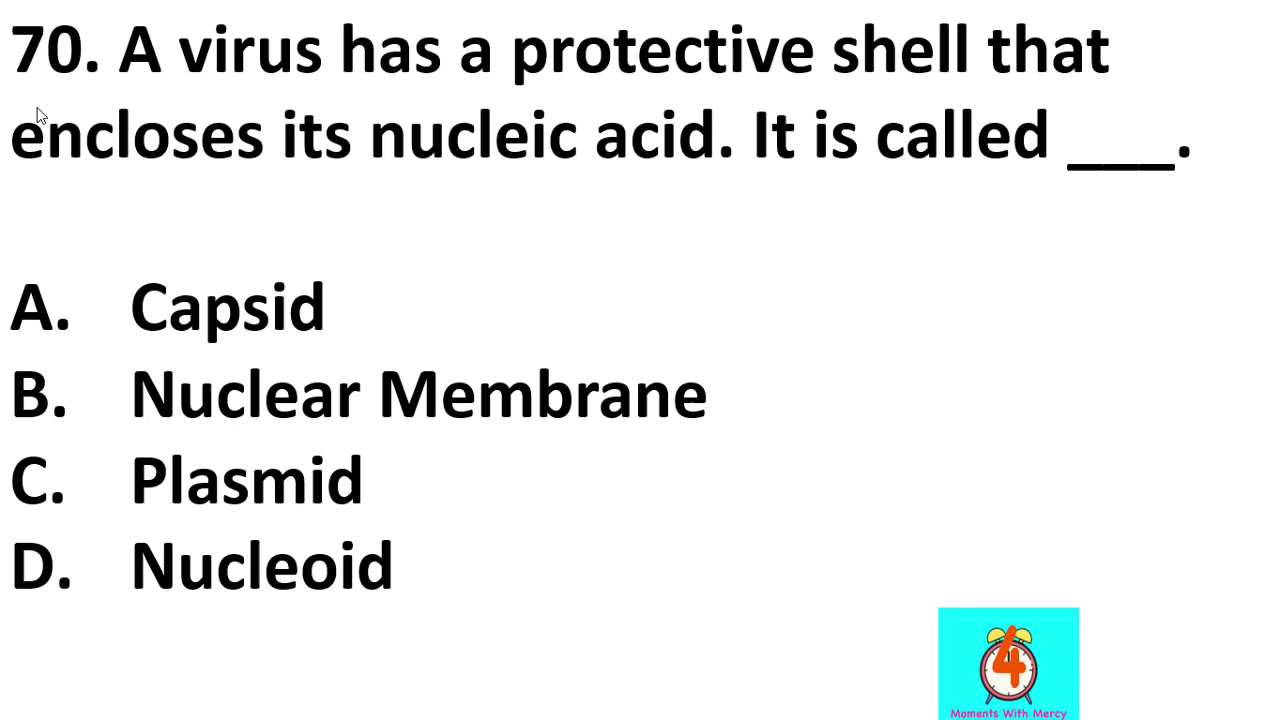 70. A virus has a protective shell that
encloses its nucleic acid. It is called ___.
A. Capsid
B. Nuclear Membrane
C. Plasmid
D. Nucleoid
4
Moments With Mercy